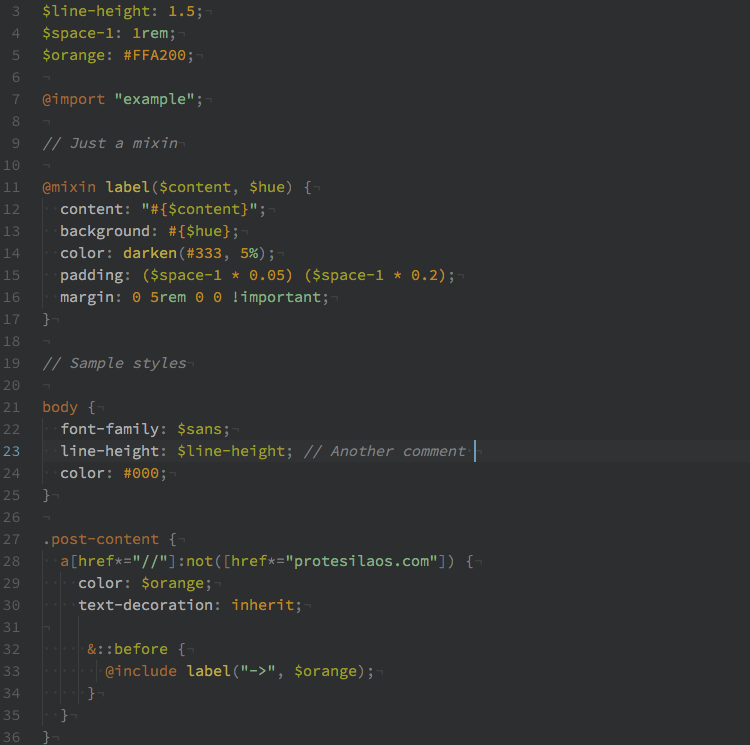 3 $line-height: 1.5;
4 $space-1: 1rem;
5 $orange: #FFA200;
6
7 @import "example";
8
9 // Just a mixin
10
11 @mixin label($content, $hue) {
12   content: "#{$content}";
13   background: #{$hue};
14   color: darken(#333, 5%);
15   padding: ($space-1 * 0.05) ($space-1 * 0.2);
16   margin: 0 5rem 0 0 !important;
17 }
18
19 // Sample styles
20
21 body {
22   font-family: $sans;
23   line-height: $line-height; // Another comment
24   color: #000;
25 }
26
27 .post-content {
28   a[href*="//"]:not([href*="protesilaos.com"]) {
29     color: $orange;
30     text-decoration: inherit;
31
32      &::before {
33        @include label("->", $orange);
34      }
35   }
36 }